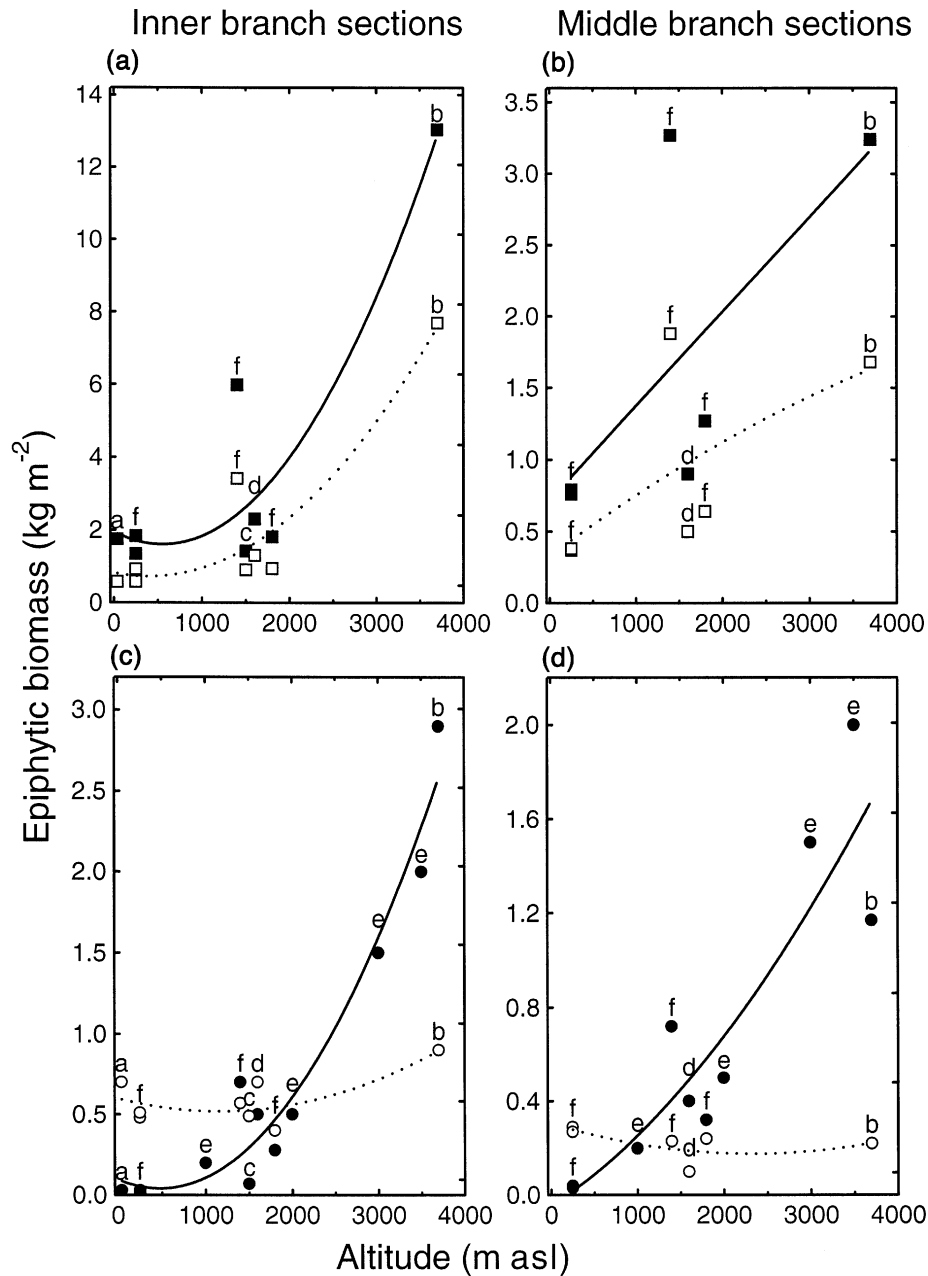 Inner branch sections
Middle branch sections
(a)
(b)
14
12
10
8
6
4
2
0
b
b
f
f
d
a
f
c
f
0
1000
2000
3000
4000
3.5
3.0
2.5
2.0
1.5
1.0
0.5
0.0
f
b
f
b
f
d
f
f
d
f
0
1000
2000
3000
4000
Epiphytic biomass (kg m-2)
(c)
(d)
3.0
2.5
2.0
1.5
1.0
0.5
0.0
b
e
e
b
a
f
d
f
c
e
f
e
a
f
c
0
1000
2000
3000
4000
2.0
1.6
1.2
0.8
0.4
0.0
e
e
b
f
d
e
f
f
e
f
d
b
f
0
1000
2000
3000
4000
Altitude (m asl)